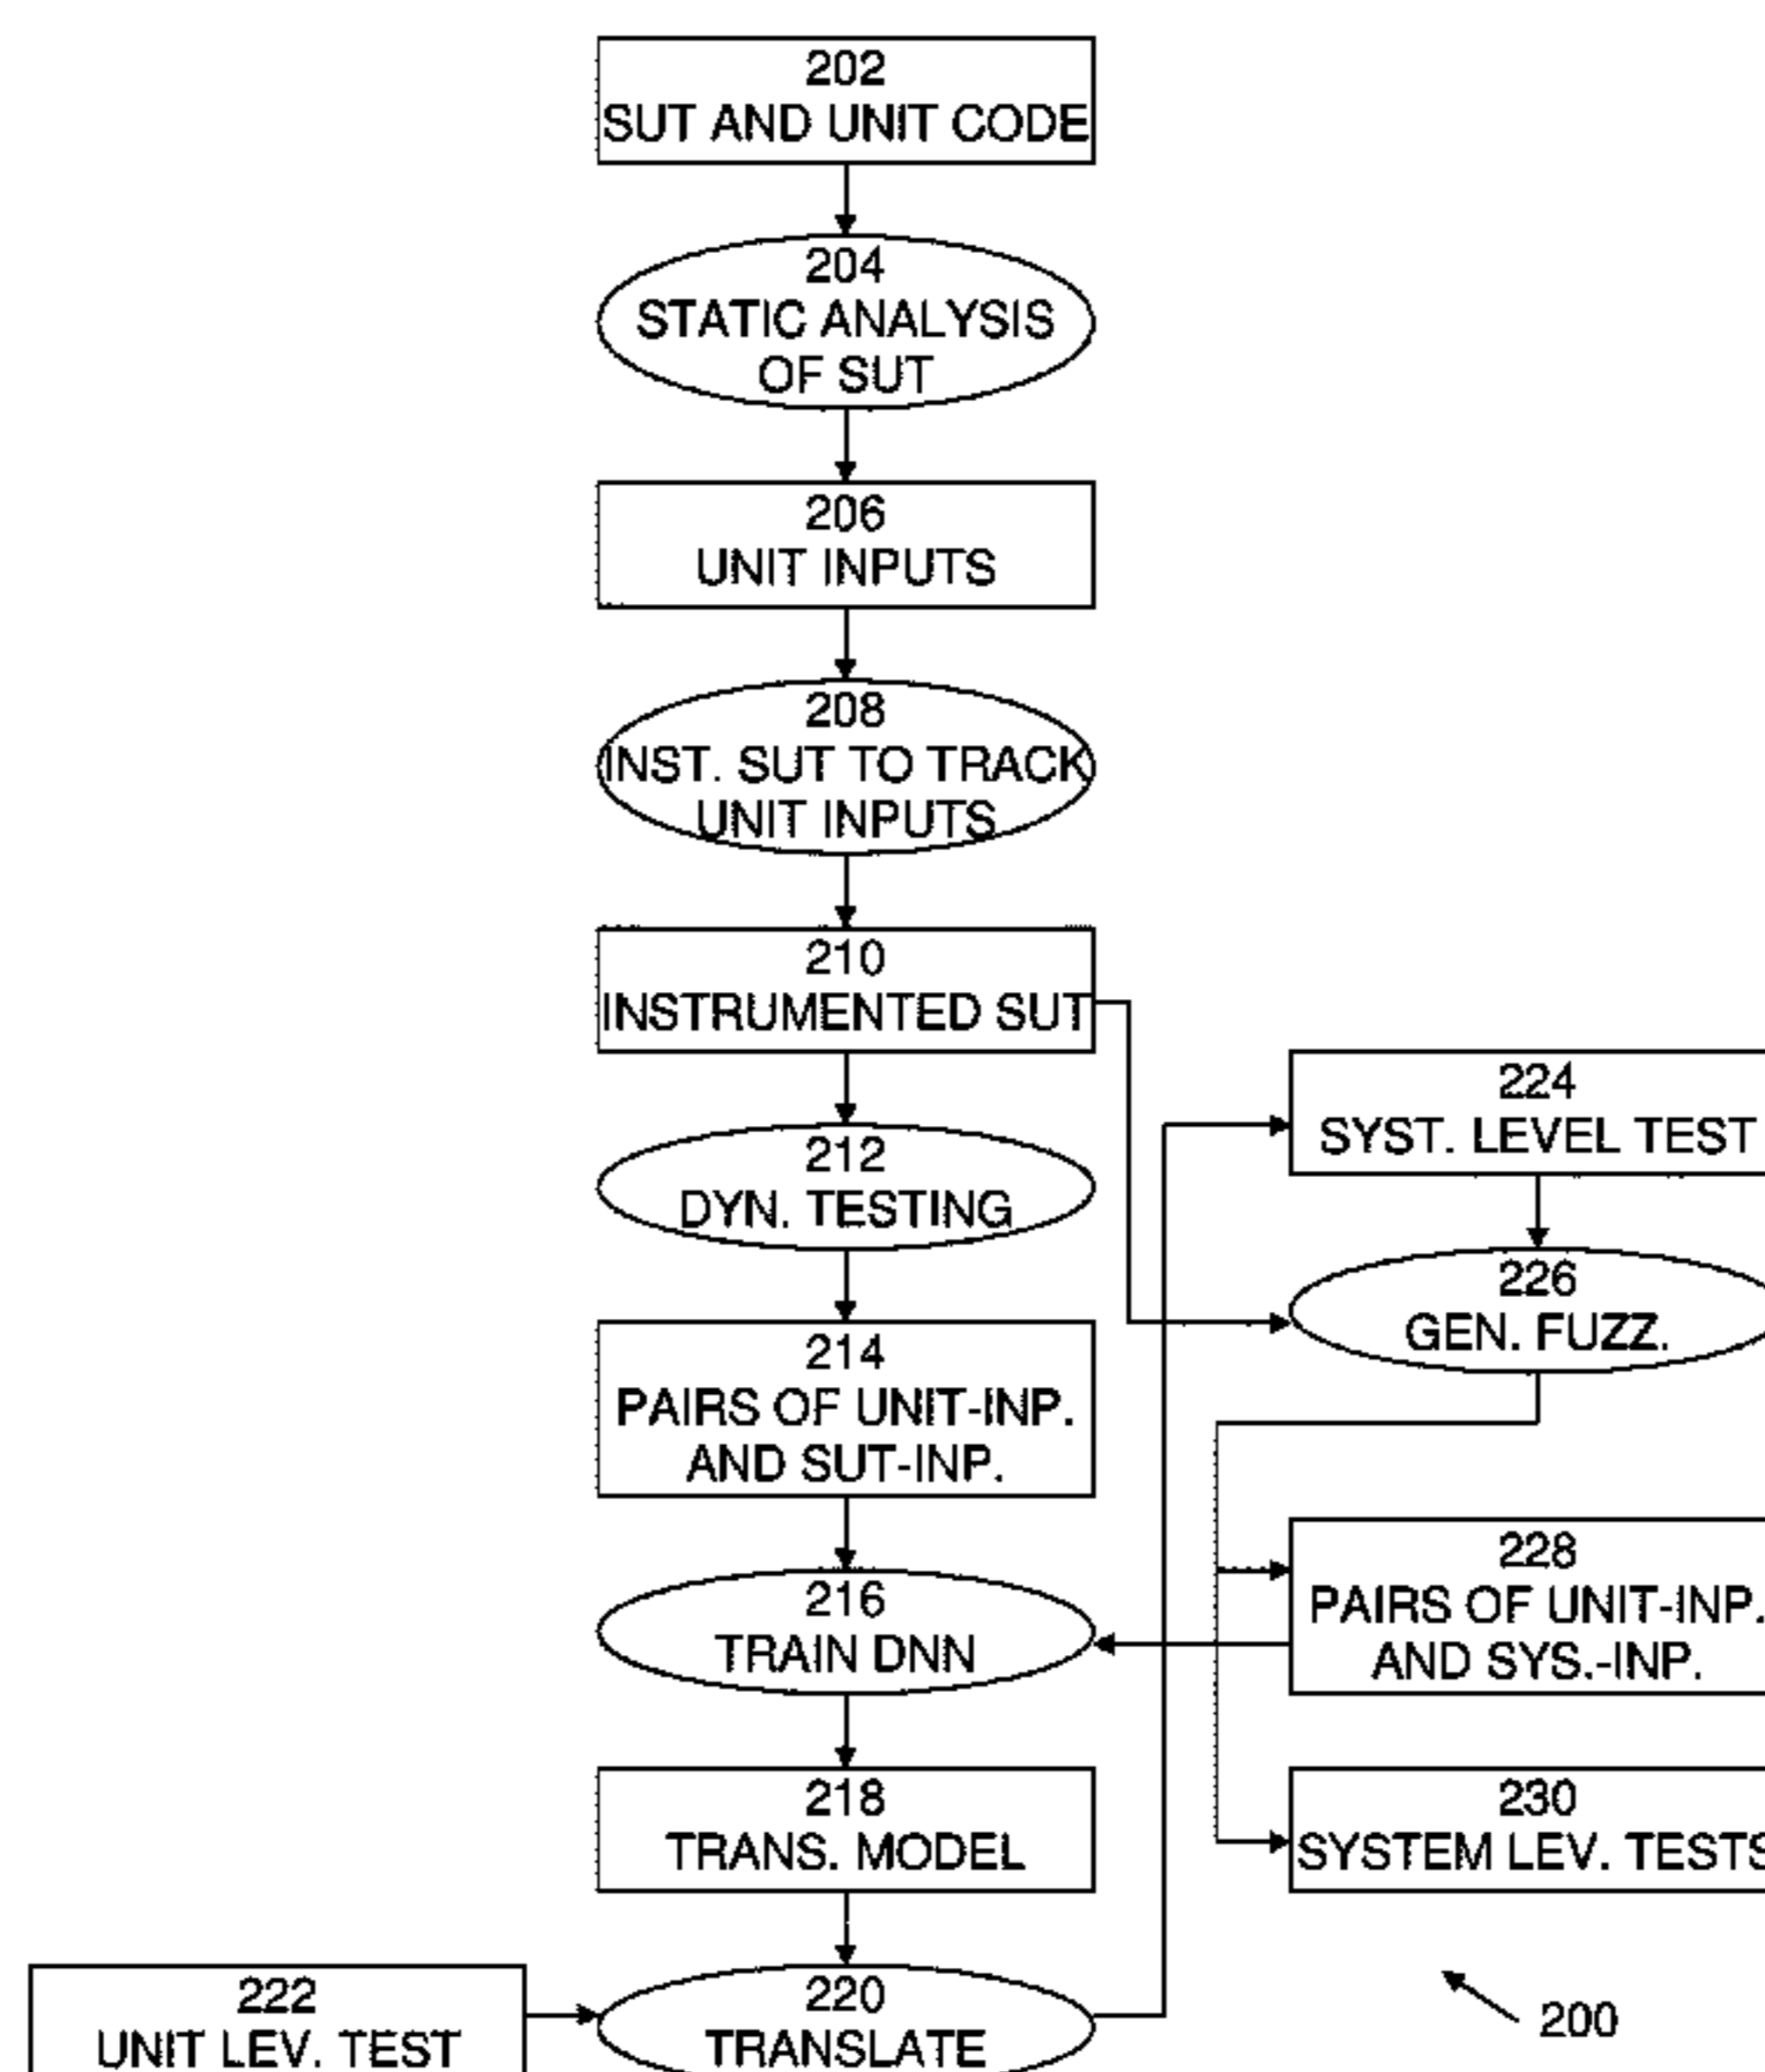 202
SUT AND UNIT CODE
204
STATIC ANALYSIS
OF SUT
206
UNIT INPUTS
208
INST. SUT TO TRACK
UNIT INPUTS
210
INSTRUMENTED SUT
212
DYN. TESTING
214
PAIRS OF UNIT-INP.
AND SUT-INP.
216
TRAIN DNN
218
TRANS. MODEL
220
TRANSLATE
222
UNIT LEV. TEST
224
SYST. LEVEL TEST
226
GEN. FUZZ.
228
PAIRS OF UNIT-INP.
AND SYS.-INP.
230
SYSTEM LEV. TESTS
200